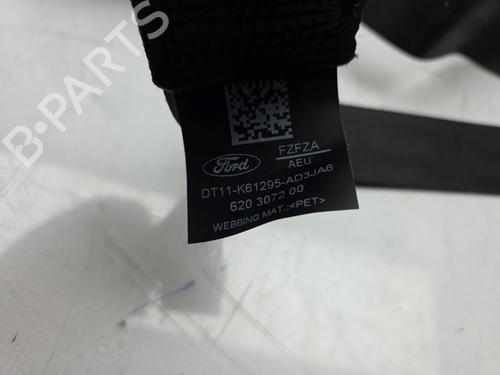 B-PARTS
Ford
FZFZA
AEU
DT11-K61295-AD3JA6
620 3072 00
WEBBING MAT.:<PET>